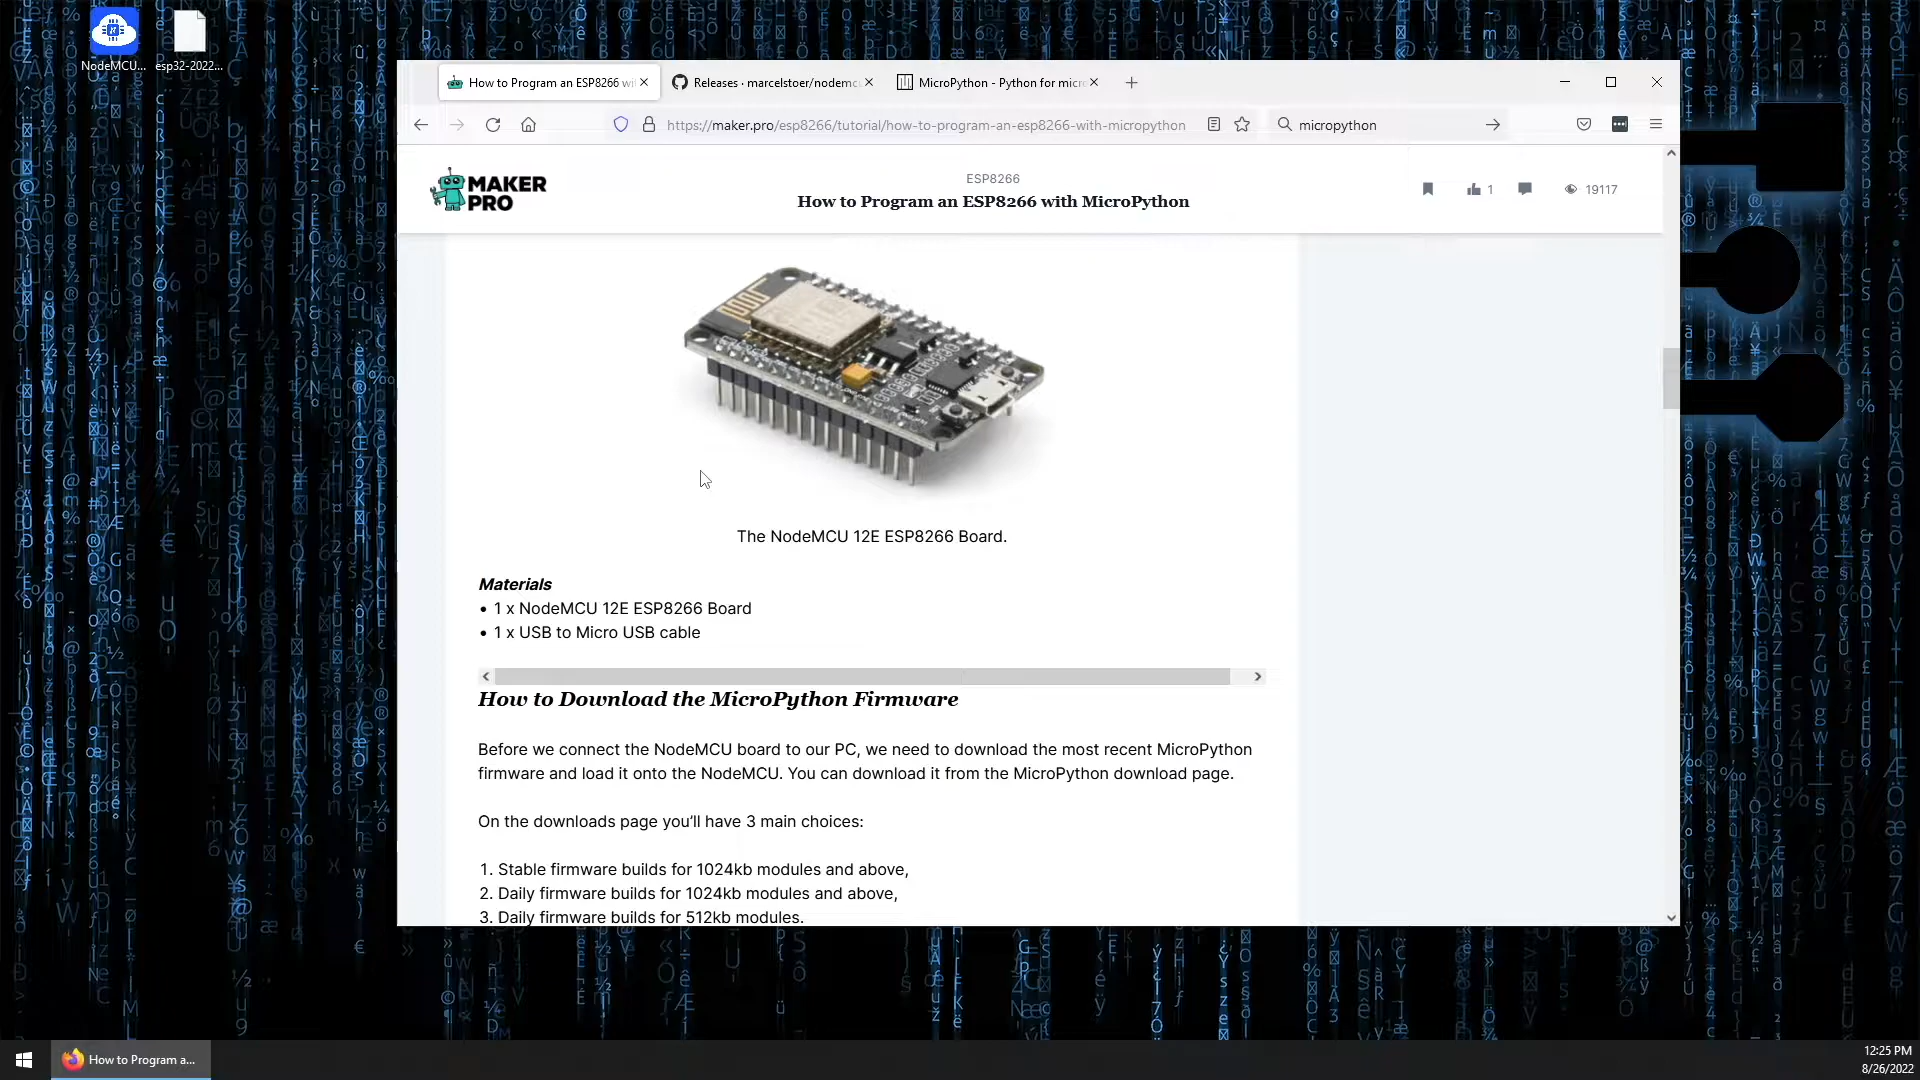 NodeMCU...
esp32-2022...
How to Program an ESP8266 wi
Releases · marcelstoer/nodemc
MicroPython - Python for micr
https://maker.pro/esp8266/tutorial/how-to-program-an-esp8266-with-micropython
micropython
MAKER
PRO
ESP8266
How to Program an ESP8266 with MicroPython
1
19117
The NodeMCU 12E ESP8266 Board.
Materials
• 1 x NodeMCU 12E ESP8266 Board
• 1 x USB to Micro USB cable
How to Download the MicroPython Firmware
Before we connect the NodeMCU board to our PC, we need to download the most recent MicroPython
firmware and load it onto the NodeMCU. You can download it from the MicroPython download page.
On the downloads page you’ll have 3 main choices:
1. Stable firmware builds for 1024kb modules and above,
2. Daily firmware builds for 1024kb modules and above,
3. Daily firmware builds for 512kb modules.
How to Program a...
12:25 PM
8/26/2022